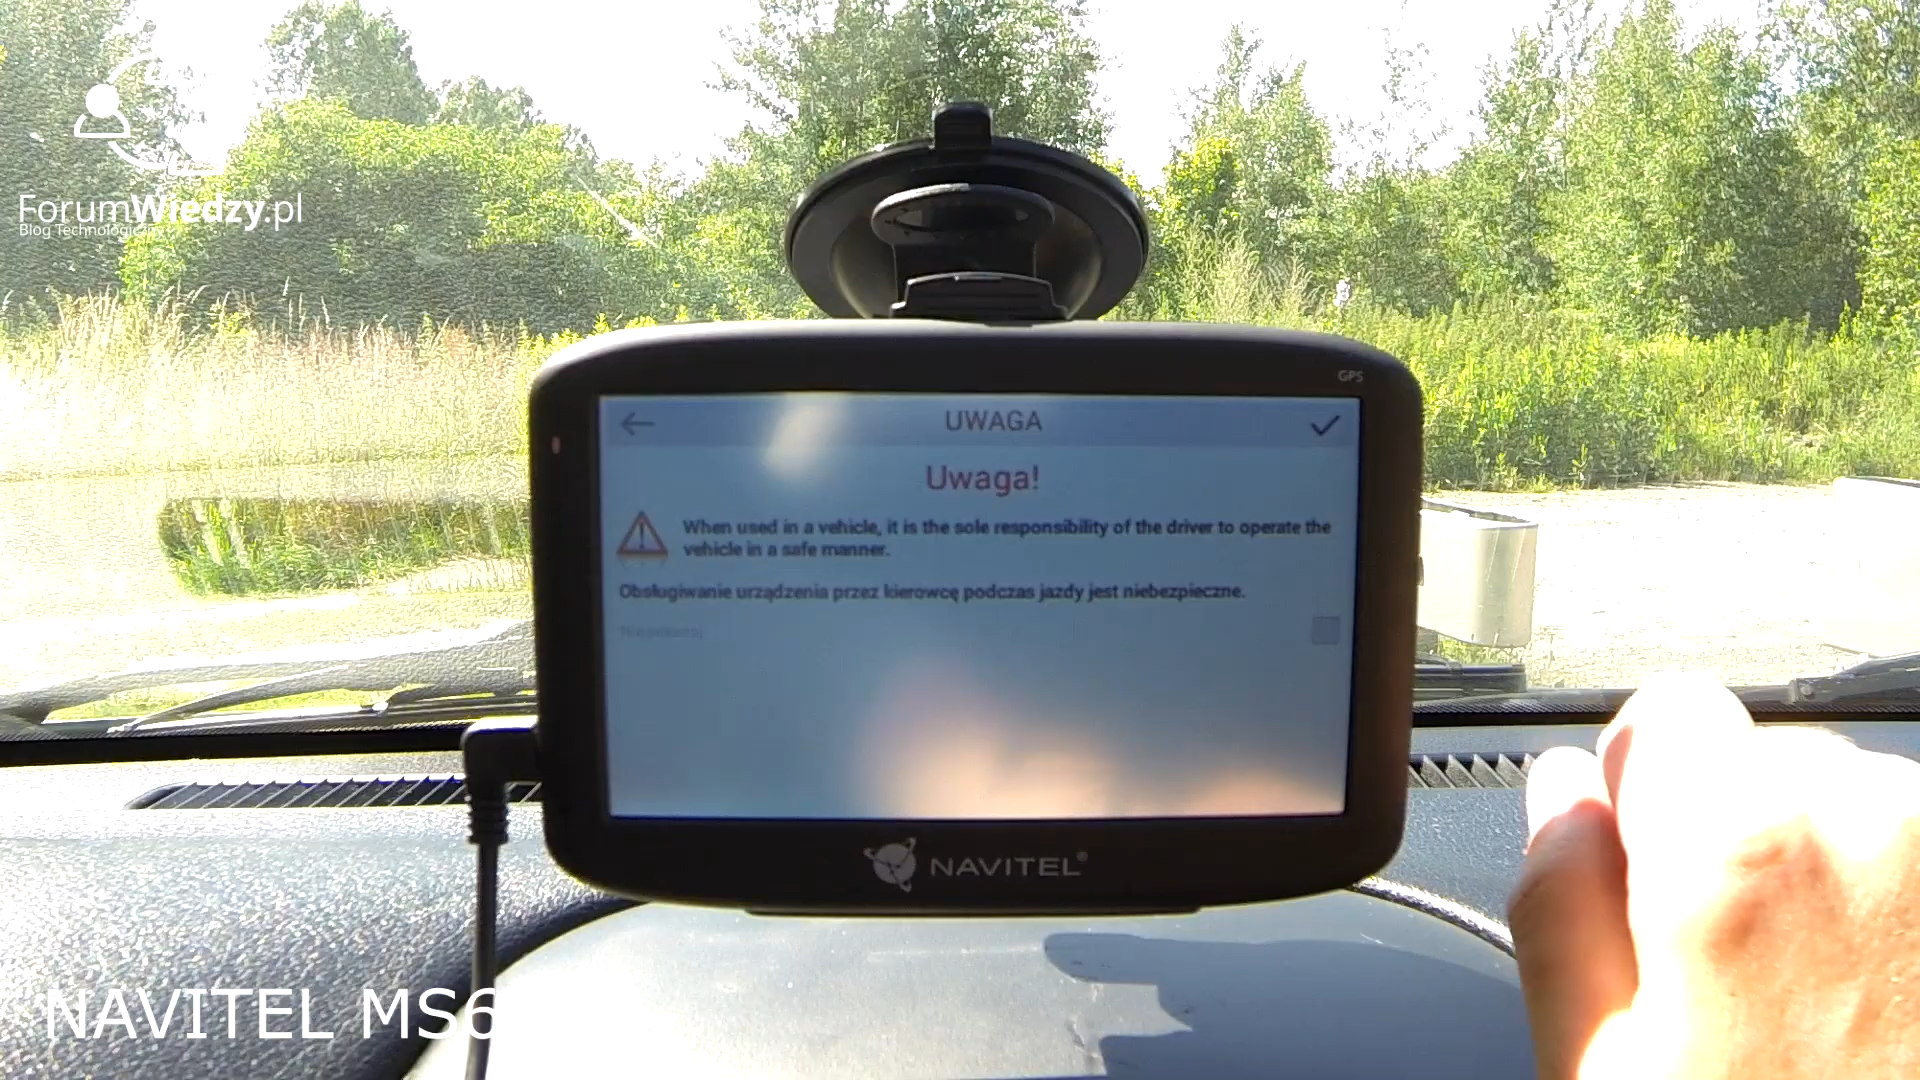 ForumWiedzy.pl
Blog Technologiczny
GPS
UWAGA
Uwaga!
When used in a vehicle, it is the sole responsibility of the driver to operate the
vehicle in a safe manner.
Obsługiwanie urządzenia przez kierowcę podczas jazdy jest niebezpieczne.
NAVITEL®
NAVITEL MS6